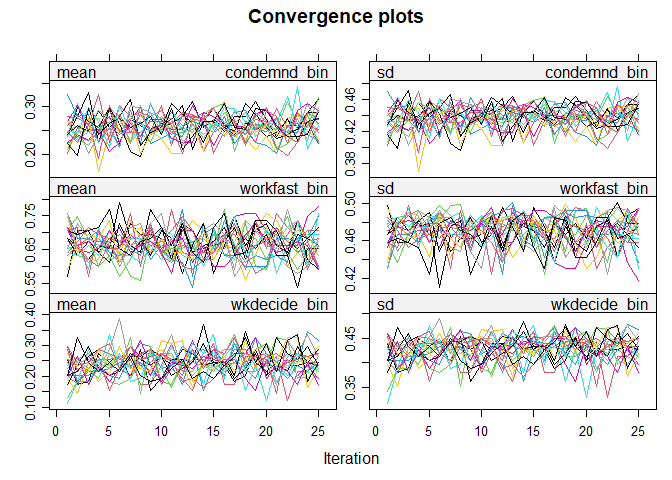 Convergence plots
mean condemnd_bin
sd condemnd_bin
0.20 0.30
0.38 0.42 0.46
mean workfast_bin
sd workfast_bin
0.55 0.65 0.75
0.42 0.46 0.50
mean wkdecide_bin
sd wkdecide_bin
0.10 0.20 0.25 0.30 0.40
0.35 0.45
0 5 10 15 20 25
0 5 10 15 20 25
Iteration